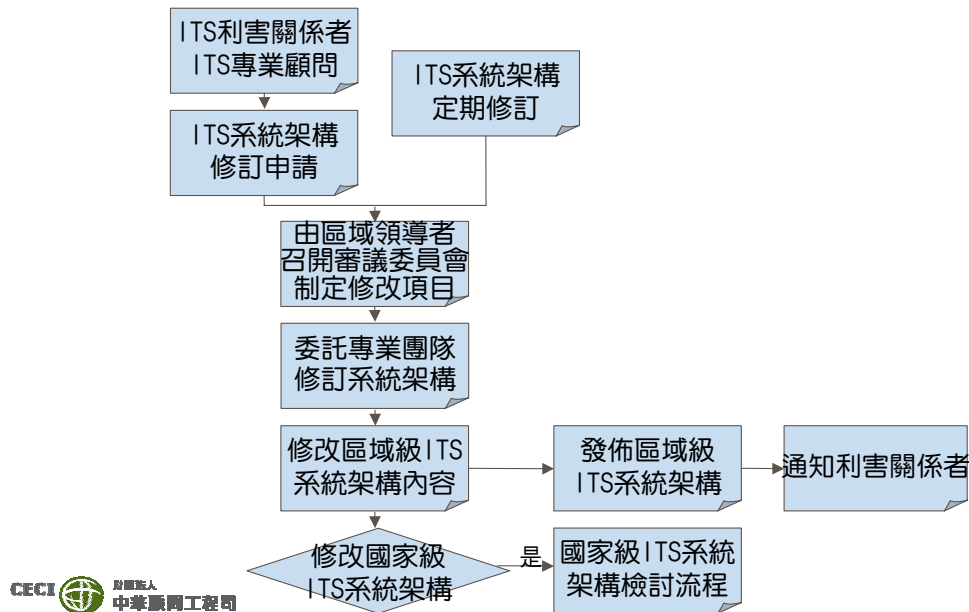 ITS利害關係者
ITS專業顧問
ITS系統架構
定期修訂
ITS系統架構
修訂申請
由區域領導者
召開審議委員會
制定修改項目
委託專業團隊
修訂系統架構
修改區域級ITS
系統架構內容
發佈區域級
ITS系統架構
通知利害關係者
修改國家級
ITS系統架構
是
國家級ITS系統
架構檢討流程
CECI
財團法人
中華顧問工程司